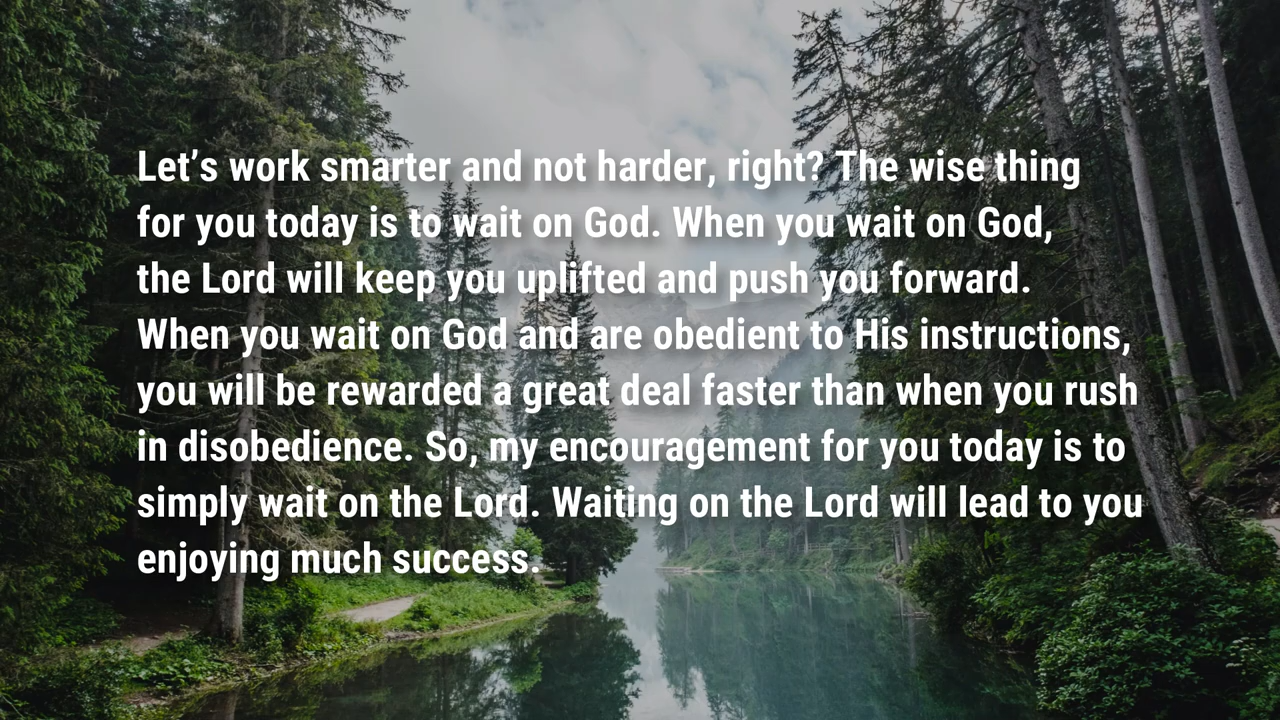 Let’s work smarter and not harder, right? The wise thing
for you today is to wait on God. When you wait on God,
the Lord will keep you uplifted and push you forward.
When you wait on God and are obedient to His instructions,
you will be rewarded a great deal faster than when you rush
in disobedience. So, my encouragement for you today is to
simply wait on the Lord. Waiting on the Lord will lead to you
enjoying much success.